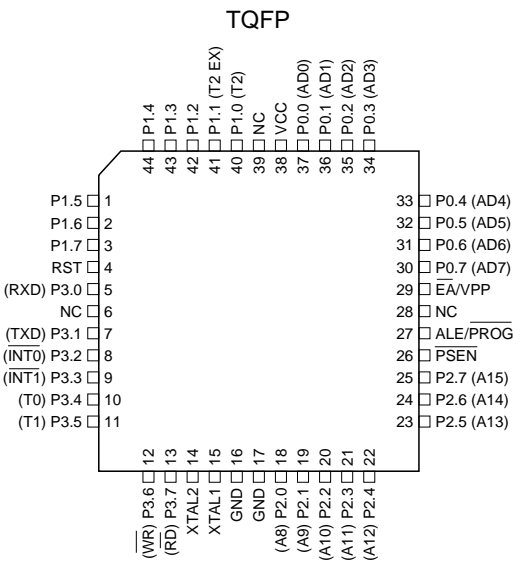 TQFP
P1.4
P1.3
P1.2
P1.1 (T2 EX)
P1.0 (T2)
NC
VCC
P0.0 (AD0)
P0.1 (AD1)
P0.2 (AD2)
P0.3 (AD3)
44
43
42
41
40
39
38
37
36
35
34
P1.5 1
P1.6 2
P1.7 3
RST 4
(RXD) P3.0 5
NC 6
(TXD) P3.1 7
(INT0) P3.2 8
(INT1) P3.3 9
(T0) P3.4 10
(T1) P3.5 11
33 P0.4 (AD4)
32 P0.5 (AD5)
31 P0.6 (AD6)
30 P0.7 (AD7)
29 EA/VPP
28 NC
27 ALE/PROG
26 PSEN
25 P2.7 (A15)
24 P2.6 (A14)
23 P2.5 (A13)
12
13
14
15
16
17
18
19
20
21
22
(WR) P3.6
(RD) P3.7
XTAL2
XTAL1
GND
GND
(A8) P2.0
(A9) P2.1
(A10) P2.2
(A11) P2.3
(A12) P2.4